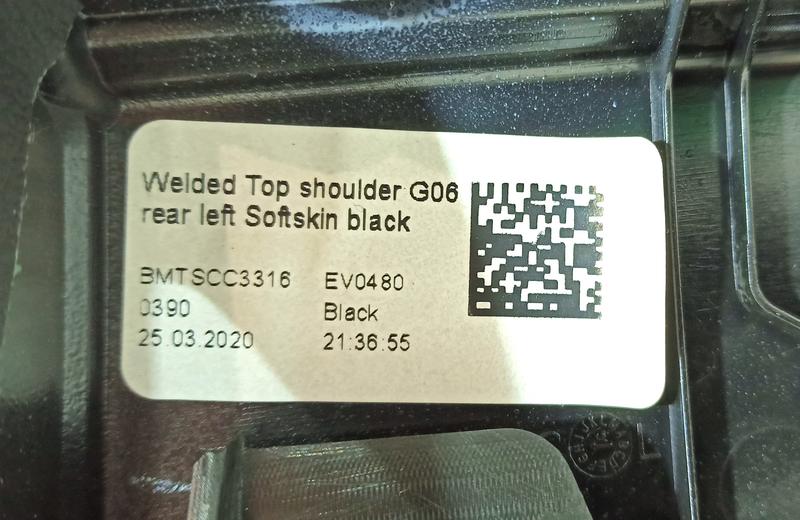 Welded Top shoulder G06
rear left Softskin black
BMTSCC3316 EV0480
0390 Black
25.03.2020 21:36:55
L